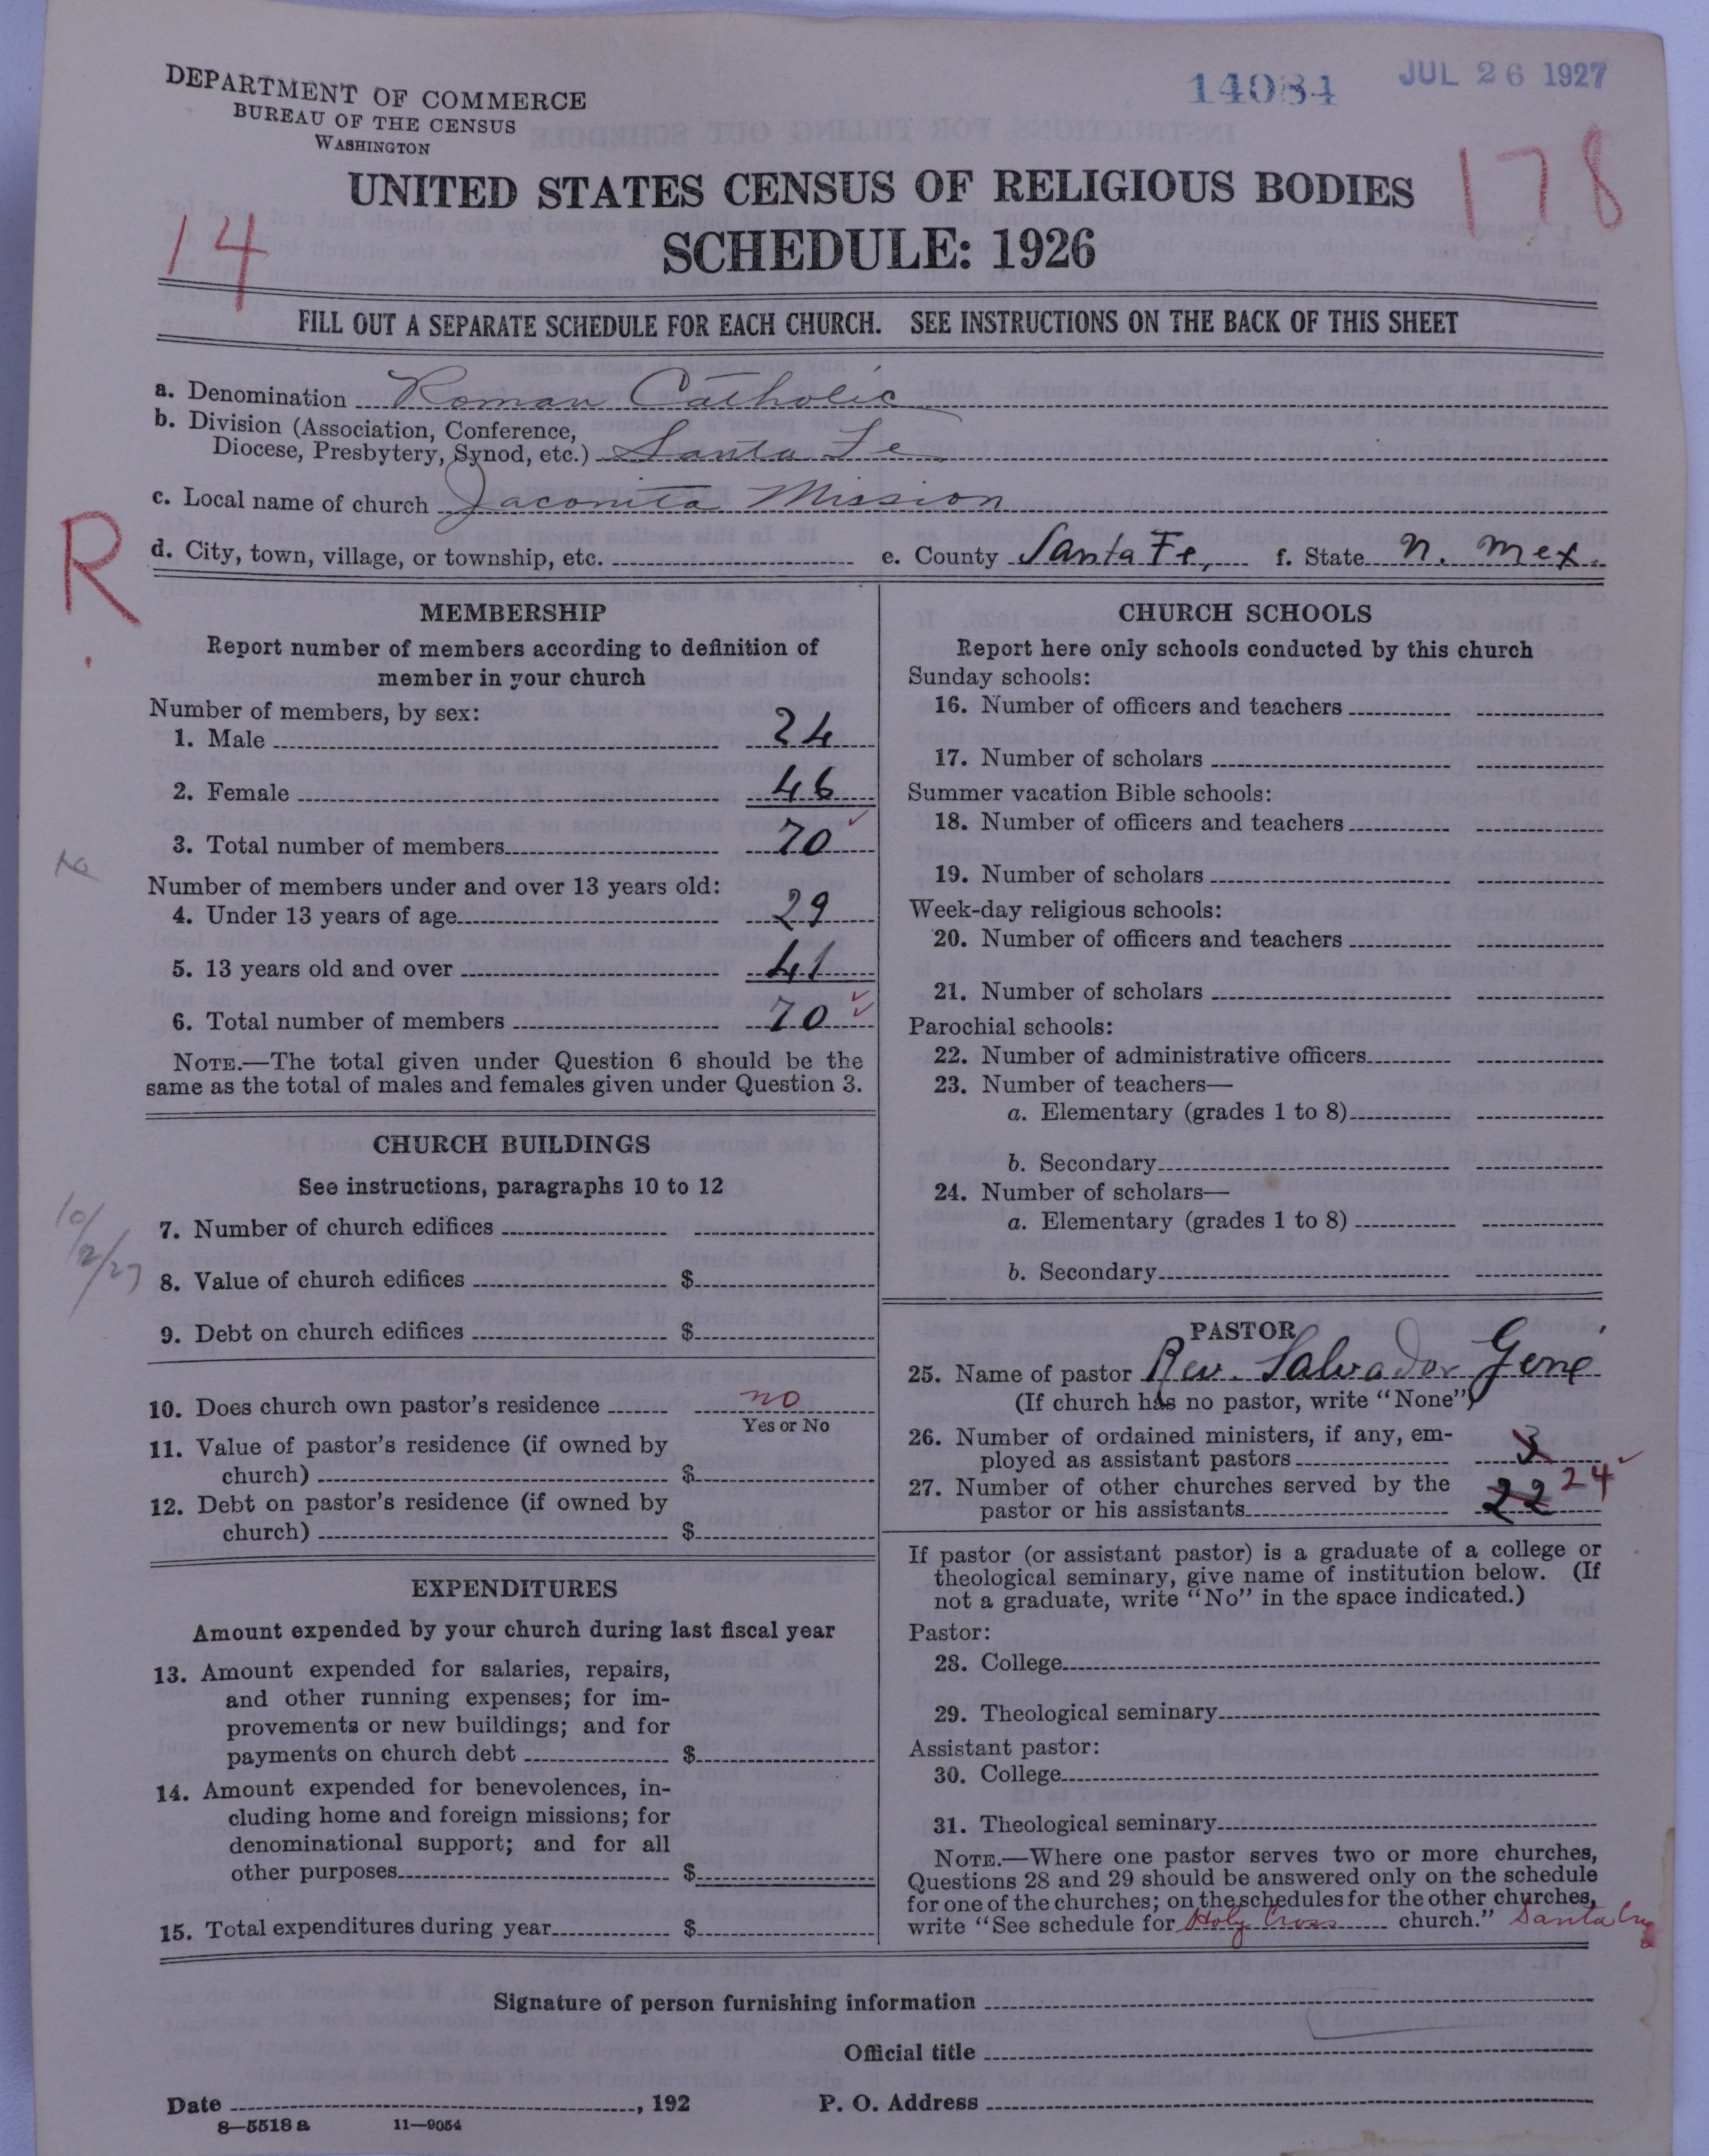 DEPARTMENT OF COMMERCE
BUREAU OF THE CENSUS
WASHINGTON
14084
JUL 26 1927
178
UNITED STATES CENSUS OF RELIGIOUS BODIES
14
SCHEDULE: 1926
FILL OUT A SEPARATE SCHEDULE FOR EACH CHURCH. SEE INSTRUCTIONS ON THE BACK OF THIS SHEET
a. Denomination Roman Catholic
b. Division (Association, Conference,
Diocese, Presbytery, Synod, etc.) Santa Fe
c. Local name of church Jaconita Mission
R
d. City, town, village, or township, etc. e. County Santa Fe, f. State N. Mex.
MEMBERSHIP
Report number of members according to definition of
member in your church
Number of members, by sex:
1. Male 24
2. Female 46
3. Total number of members 70
Number of members under and over 13 years old:
4. Under 13 years of age 29
5. 13 years old and over 41
6. Total number of members 70
NOTE.—The total given under Question 6 should be the
same as the total of males and females given under Question 3.
CHURCH BUILDINGS
See instructions, paragraphs 10 to 12
7. Number of church edifices
8. Value of church edifices $
9. Debt on church edifices $
10. Does church own pastor's residence no
Yes or No
11. Value of pastor's residence (if owned by
church) $
12. Debt on pastor's residence (if owned by
church) $
EXPENDITURES
Amount expended by your church during last fiscal year
13. Amount expended for salaries, repairs,
and other running expenses; for im-
provements or new buildings; and for
payments on church debt $
14. Amount expended for benevolences, in-
cluding home and foreign missions; for
denominational support; and for all
other purposes $
15. Total expenditures during year $
CHURCH SCHOOLS
Report here only schools conducted by this church
Sunday schools:
16. Number of officers and teachers
17. Number of scholars
Summer vacation Bible schools:
18. Number of officers and teachers
19. Number of scholars
Week-day religious schools:
20. Number of officers and teachers
21. Number of scholars
Parochial schools:
22. Number of administrative officers
23. Number of teachers—
a. Elementary (grades 1 to 8)
b. Secondary
24. Number of scholars—
a. Elementary (grades 1 to 8)
b. Secondary
PASTOR
25. Name of pastor Rev. Salvador Gene
(If church has no pastor, write "None")
26. Number of ordained ministers, if any, em-
ployed as assistant pastors 3
27. Number of other churches served by the
pastor or his assistants 22 24
If pastor (or assistant pastor) is a graduate of a college or
theological seminary, give name of institution below. (If
not a graduate, write "No" in the space indicated.)
Pastor:
28. College
29. Theological seminary
Assistant pastor:
30. College
31. Theological seminary
NOTE.—Where one pastor serves two or more churches,
Questions 28 and 29 should be answered only on the schedule
for one of the churches; on the schedules for the other churches,
write "See schedule for Holy Cross church." Santa Cruz
Signature of person furnishing information
Official title
Date , 192 P. O. Address
8—5518 a 11—9054